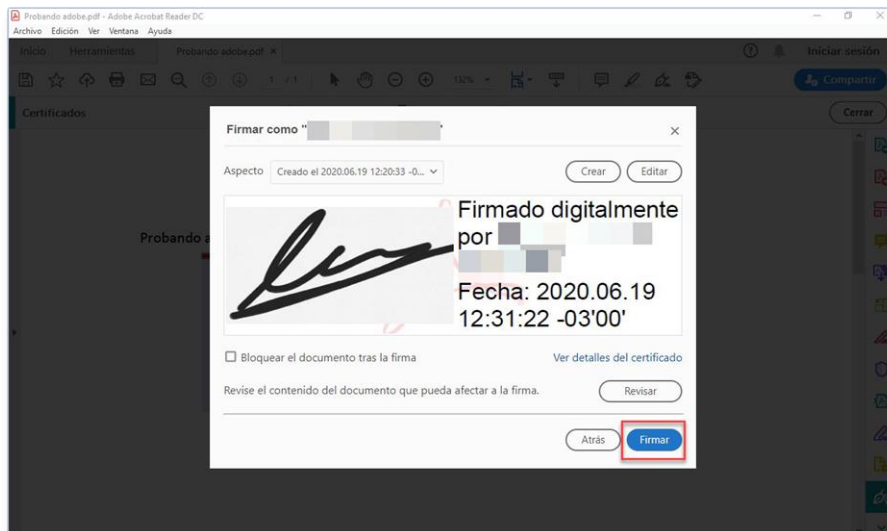 Probando adobe.pdf - Adobe Acrobat Reader DC
Archivo Edición Ver Ventana Ayuda
Inicio Herramientas Probando adobe.pdf × Iniciar sesión
1 / 1 132% Compartir
Certificados Cerrar
Firmar como " " ×
Aspecto Creado el 2020.06.19 12:20:33 -0... Crear Editar
Firmado digitalmente
por
Fecha: 2020.06.19
12:31:22 -03'00'
Probando a
Bloquear el documento tras la firma Ver detalles del certificado
Revise el contenido del documento que pueda afectar a la firma. Revisar
Atrás Firmar